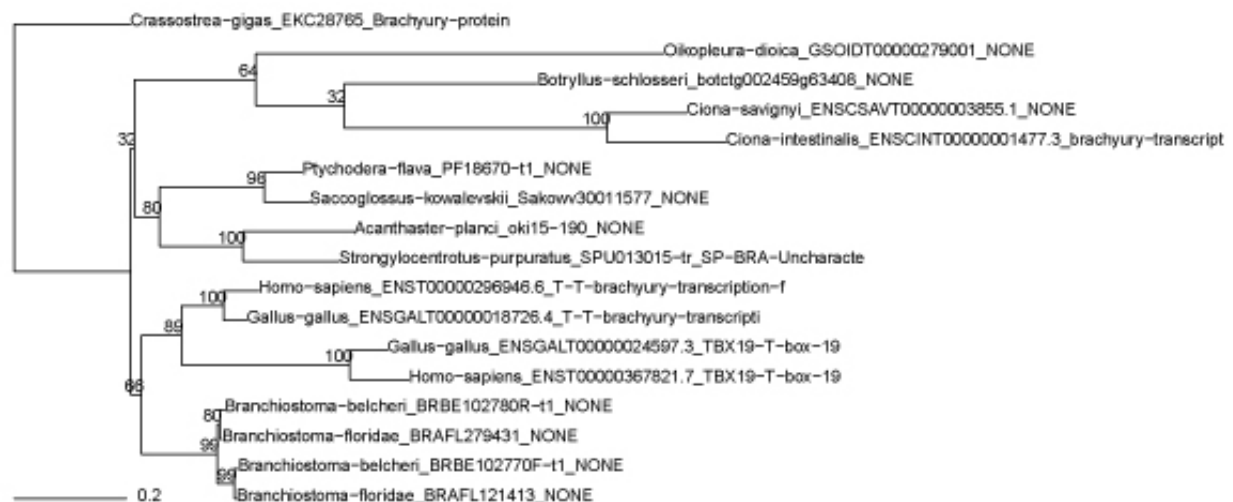 Crassostrea-gigas_EKC28765_Brachyury-protein
Oikopleura-dioica_GSOIDT00000279001_NONE
64
Botryllus-schlosseri_botctg002459g63408_NONE
32
Ciona-savignyi_ENSCSAVT00000003855.1_NONE
100
Ciona-intestinalis_ENSCINT00000001477.3_brachyury-transcript
32
Ptychodera-flava_PF18670-t1_NONE
96
Saccoglossus-kowalevskii_Sakowv30011577_NONE
80
Acanthaster-planci_oki15-190_NONE
100
Strongylocentrotus-purpuratus_SPU013015-tr_SP-BRA-Uncharacte
Homo-sapiens_ENST00000296946.6_T-T-brachyury-transcription-f
100
Gallus-gallus_ENSGALT00000018726.4_T-T-brachyury-transcripti
89
Gallus-gallus_ENSGALT00000024597.3_TBX19-T-box-19
100
Homo-sapiens_ENST00000367821.7_TBX19-T-box-19
66
Branchiostoma-belcheri_BRBE102780R-t1_NONE
80
Branchiostoma-floridae_BRAFL279431_NONE
99
Branchiostoma-belcheri_BRBE102770F-t1_NONE
99
Branchiostoma-floridae_BRAFL121413_NONE
0.2